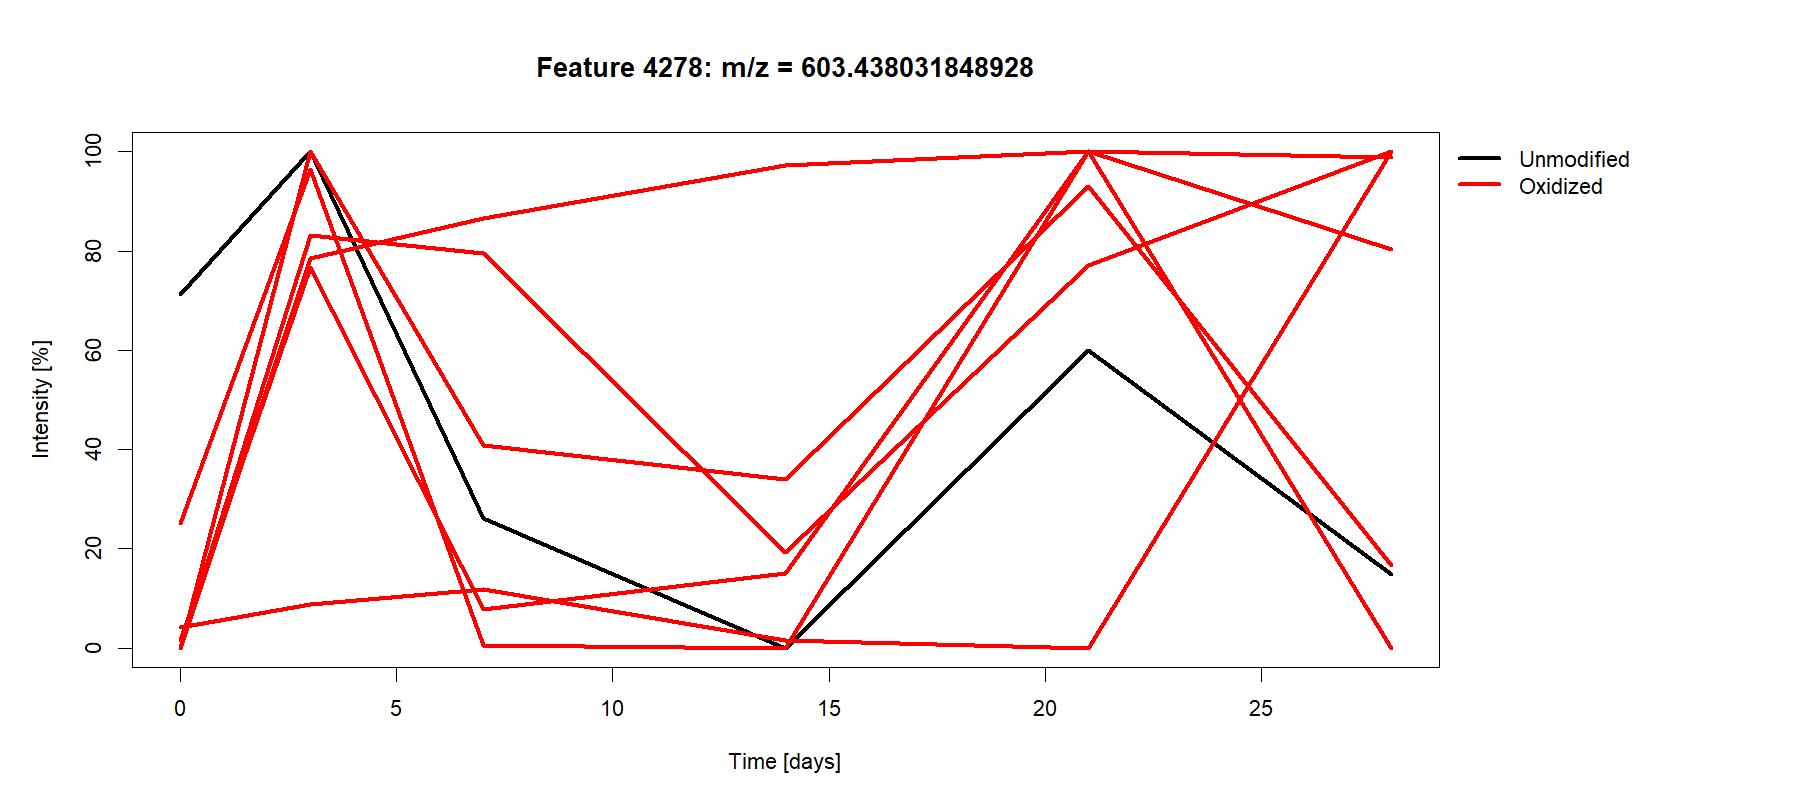 Feature 4278: m/z = 603.438031848928
Unmodified
Oxidized
Intensity [%]
100
80
60
40
20
0
0 5 10 15 20 25
Time [days]